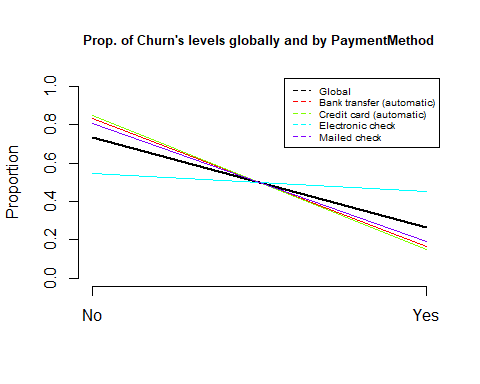 Prop. of Churn's levels globally and by PaymentMethod
Global
Bank transfer (automatic)
Credit card (automatic)
Electronic check
Mailed check
Proportion
1.0
0.8
0.6
0.4
0.2
0.0
No
Yes